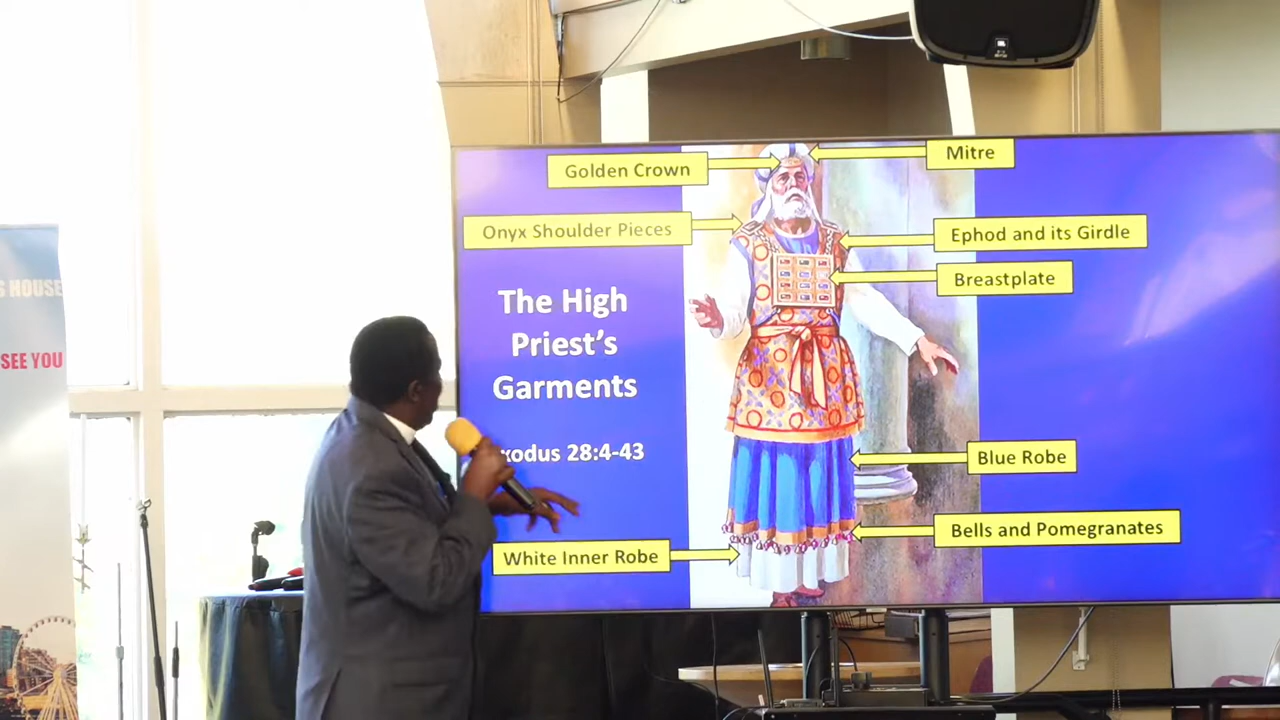 Golden Crown
Mitre
Onyx Shoulder Pieces
Ephod and its Girdle
Breastplate
The High
Priest's
Garments
28:4-43
Blue Robe
Bells and Pomegranates
White Inner Robe
HOUSE
SEE YOU
JBL